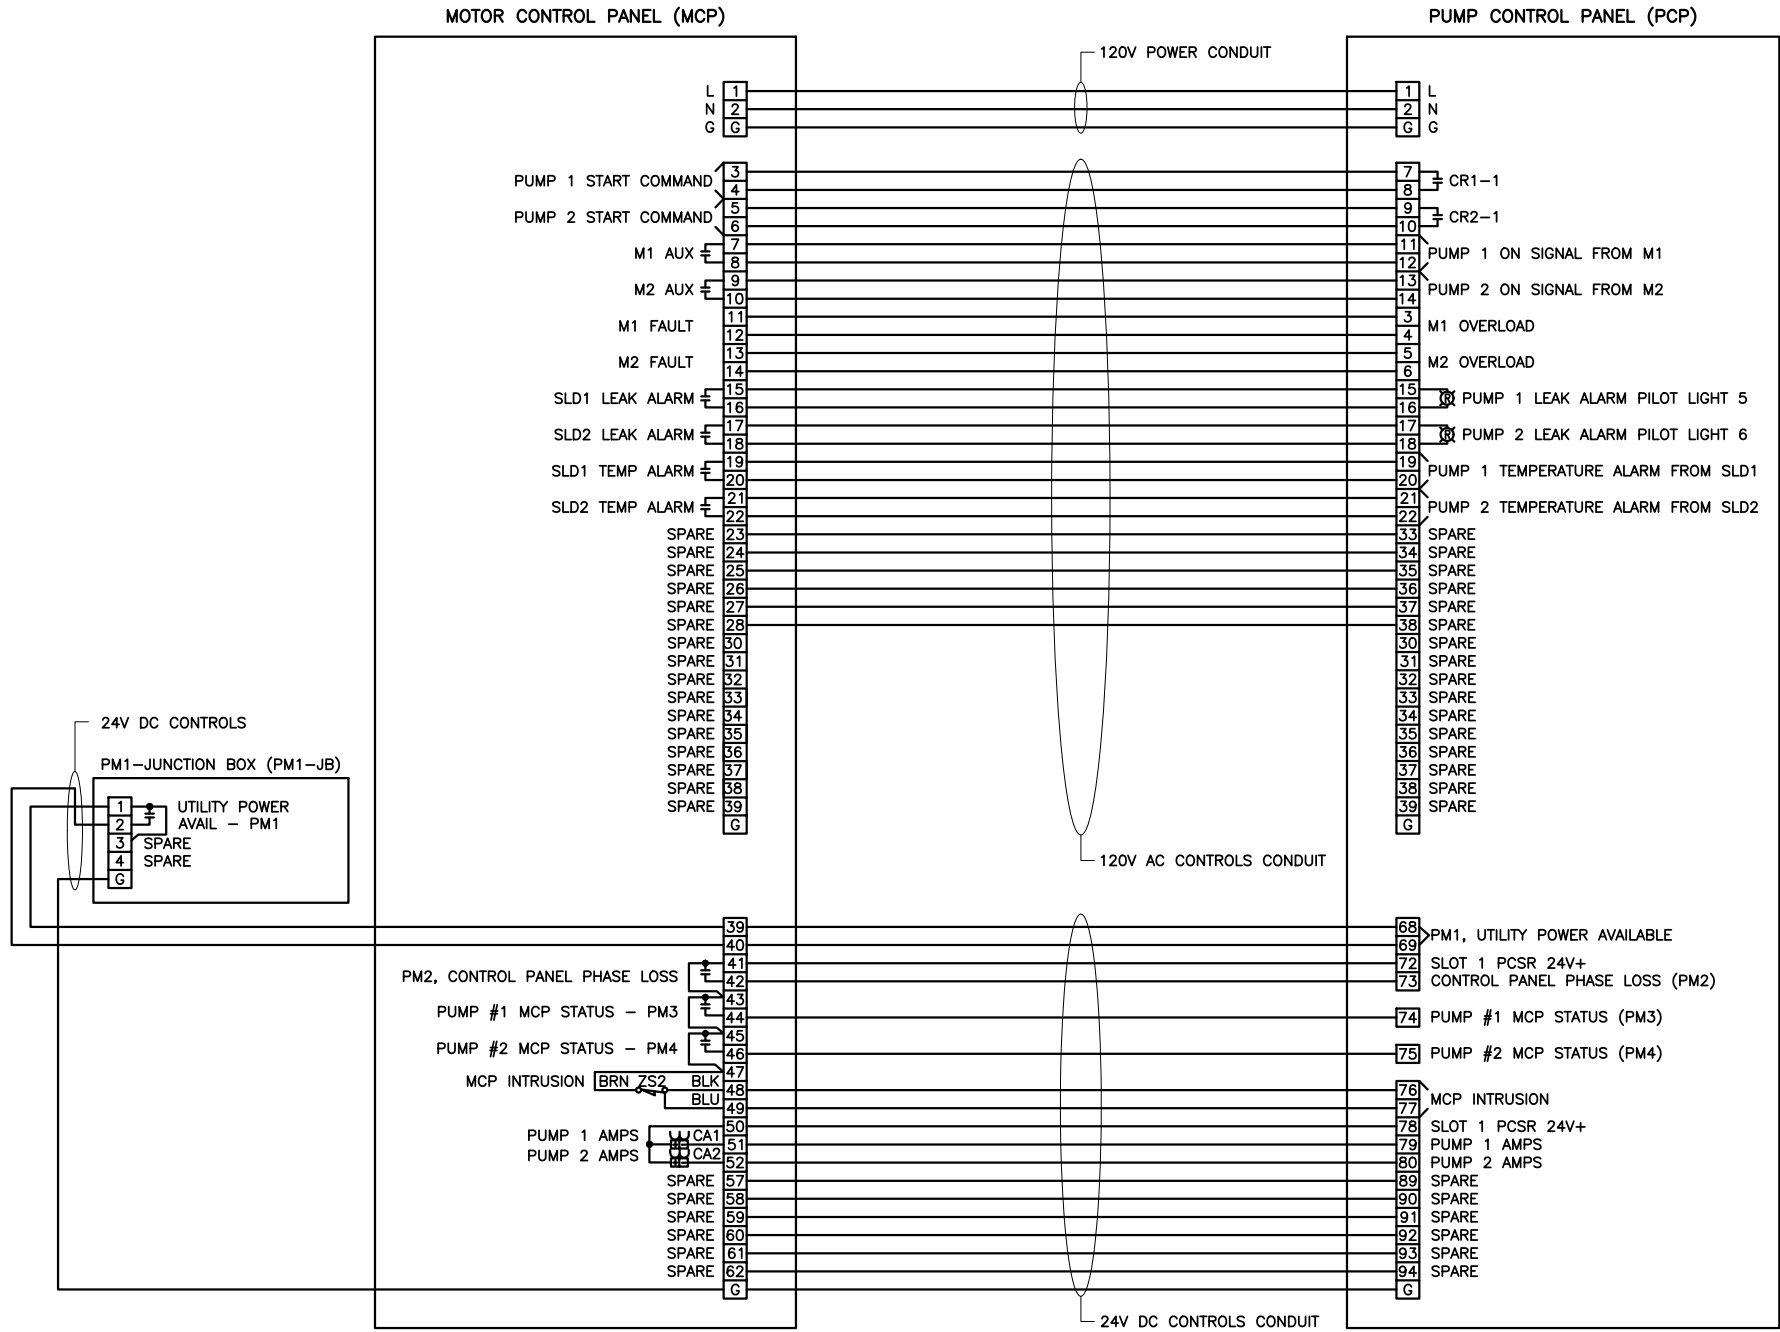 MOTOR CONTROL PANEL (MCP)
PUMP CONTROL PANEL (PCP)
120V POWER CONDUIT
L 1 1 L
N 2 2 N
G G G G
PUMP 1 START COMMAND 3 7 CR1-1
4 8
PUMP 2 START COMMAND 5 9 CR2-1
6 10
M1 AUX 7 11 PUMP 1 ON SIGNAL FROM M1
8 12
M2 AUX 9 13 PUMP 2 ON SIGNAL FROM M2
10 14
M1 FAULT 11 3 M1 OVERLOAD
12 4
M2 FAULT 13 5 M2 OVERLOAD
14 6
SLD1 LEAK ALARM 15 15 R PUMP 1 LEAK ALARM PILOT LIGHT 5
16 16
SLD2 LEAK ALARM 17 17 R PUMP 2 LEAK ALARM PILOT LIGHT 6
18 18
SLD1 TEMP ALARM 19 19 PUMP 1 TEMPERATURE ALARM FROM SLD1
20 20
SLD2 TEMP ALARM 21 21 PUMP 2 TEMPERATURE ALARM FROM SLD2
22 22
SPARE 23 33 SPARE
SPARE 24 34 SPARE
SPARE 25 35 SPARE
SPARE 26 36 SPARE
SPARE 27 37 SPARE
SPARE 28 38 SPARE
SPARE 30 30 SPARE
SPARE 31 31 SPARE
SPARE 32 32 SPARE
SPARE 33 33 SPARE
SPARE 34 34 SPARE
SPARE 35 35 SPARE
SPARE 36 36 SPARE
SPARE 37 37 SPARE
SPARE 38 38 SPARE
SPARE 39 39 SPARE
G G
120V AC CONTROLS CONDUIT
24V DC CONTROLS
PM1-JUNCTION BOX (PM1-JB)
1 UTILITY POWER
2 AVAIL - PM1
3 SPARE
4 SPARE
G
39 68 PM1, UTILITY POWER AVAILABLE
40 69
PM2, CONTROL PANEL PHASE LOSS 41 72 SLOT 1 PCSR 24V+
42 73 CONTROL PANEL PHASE LOSS (PM2)
PUMP #1 MCP STATUS - PM3 43
44 74 PUMP #1 MCP STATUS (PM3)
PUMP #2 MCP STATUS - PM4 45
46 75 PUMP #2 MCP STATUS (PM4)
MCP INTRUSION BRN ZS2 BLK 47
48 76 MCP INTRUSION
BLU 49 77
50 78 SLOT 1 PCSR 24V+
PUMP 1 AMPS CA1 51 79 PUMP 1 AMPS
PUMP 2 AMPS CA2 52 80 PUMP 2 AMPS
SPARE 57 89 SPARE
SPARE 58 90 SPARE
SPARE 59 91 SPARE
SPARE 60 92 SPARE
SPARE 61 93 SPARE
SPARE 62 94 SPARE
G G
24V DC CONTROLS CONDUIT